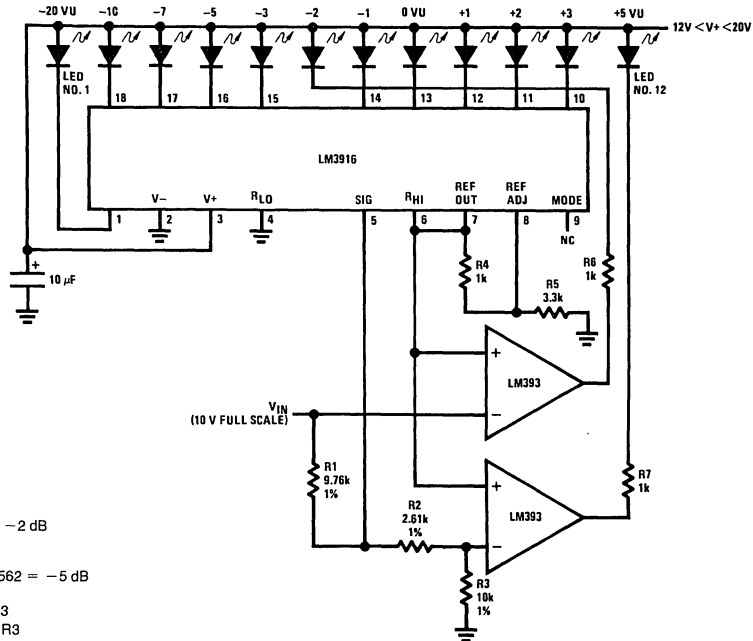 −20 VU −10 −7 −5 −3 −2 −1 0 VU +1 +2 +3 +5 VU
12V <V+ <20V
LED
NO. 1
LED
NO. 12
18 17 16 15 14 13 12 11 10
LM3916
V− V+ RLO SIG RHI REF OUT REF ADJ MODE
1 2 3 4 5 6 7 8 9
NC
10 μF
+
R4
1k
R5
3.3k
R6
1k
+
−
LM393
VIN
(10 V FULL SCALE)
R1
9.76k
1%
R2
2.61k
1%
+
−
LM393
R7
1k
R3
10k
1%
−2 dB
562 = −5 dB
3
R3